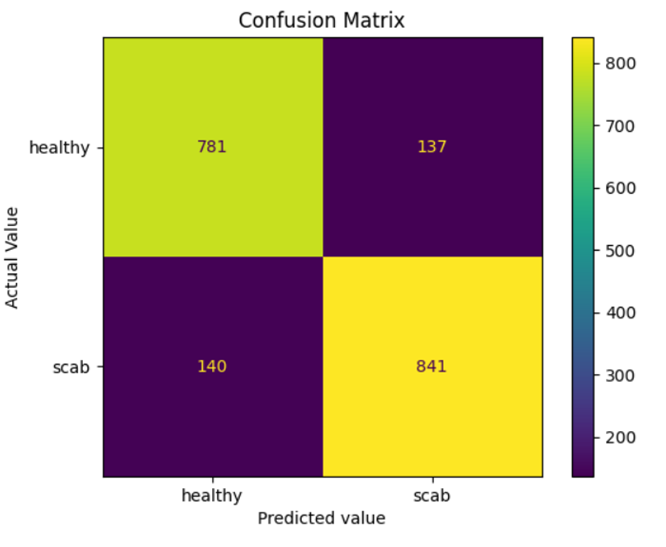 Confusion Matrix
Actual Value
healthy
781
137
scab
140
841
healthy
scab
Predicted value
800
700
600
500
400
300
200